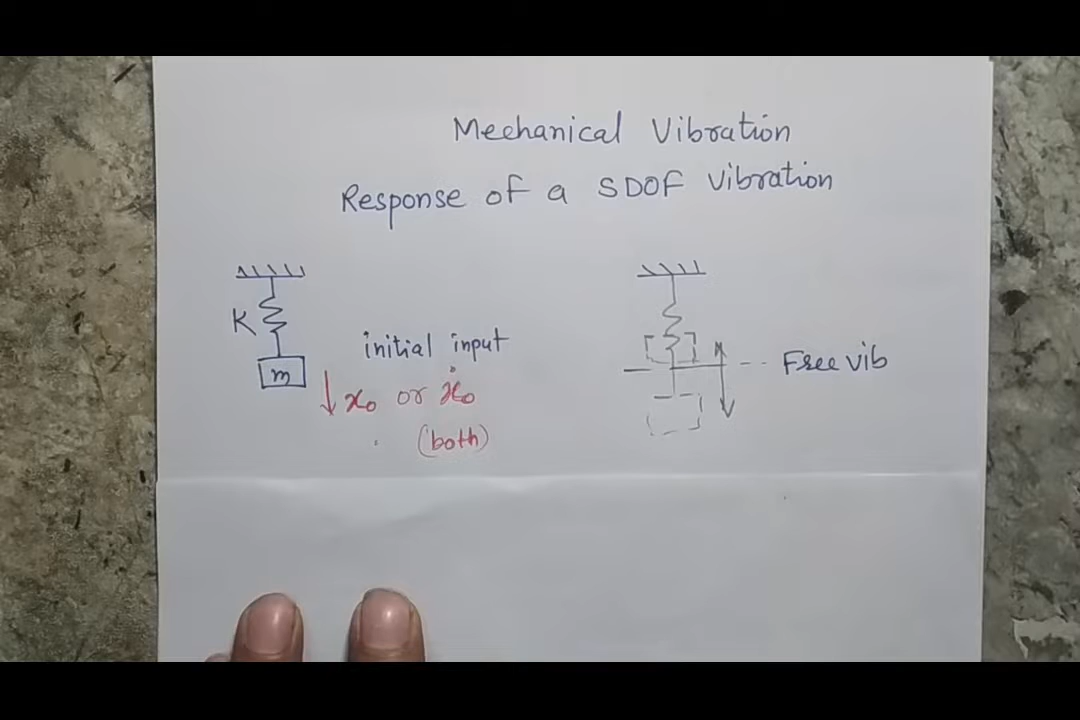 Mechanical Vibration
Response of a SDOF Vibration
K
m
initial input
x₀ or ẋ₀
(both)
Free vib